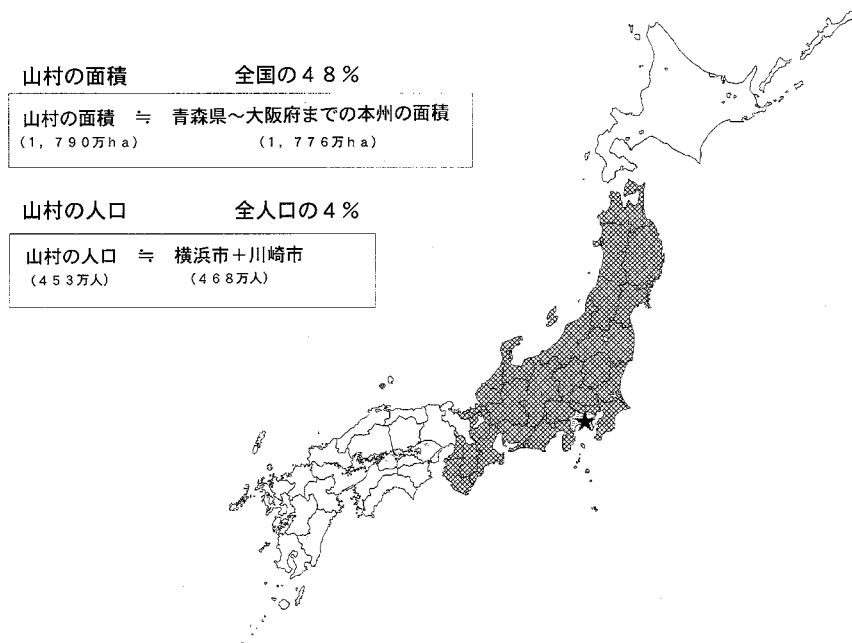 山村の面積　　全国の４８％
山村の面積　≒　青森県～大阪府までの本州の面積
（１，７９０万ｈａ）　　（１，７７６万ｈａ）
山村の人口　　全人口の４％
山村の人口　≒　横浜市＋川崎市
（４５３万人）　　（４６８万人）